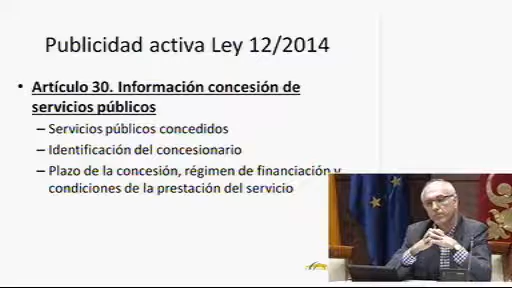 Publicidad activa Ley 12/2014
• Artículo 30. Información concesión de
servicios públicos
– Servicios públicos concedidos
– Identificación del concesionario
– Plazo de la concesión, régimen de financiación y
condiciones de la prestación del servicio